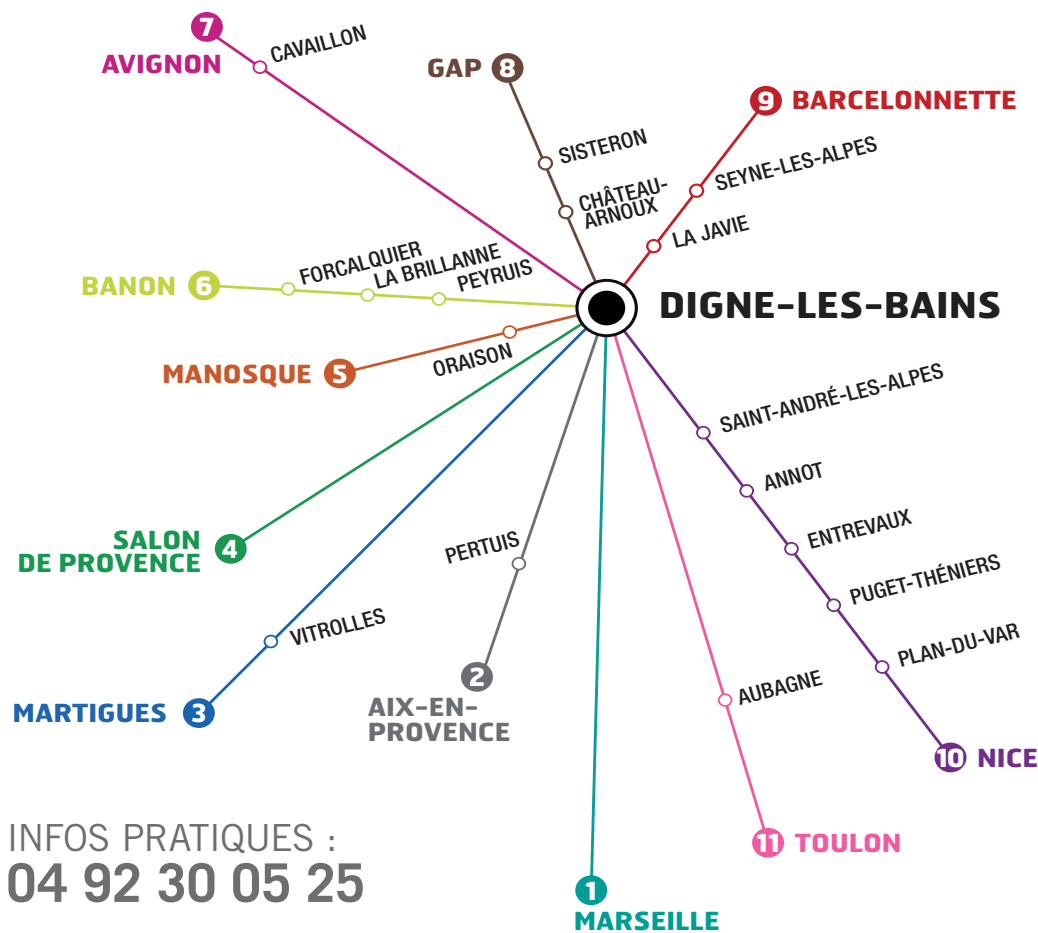 7
AVIGNON
CAVAILLON
GAP 8
SISTERON
CHÂTEAU-
ARNOUX
9 BARCELONNETTE
SEYNE-LES-ALPES
LA JAVIE
BANON 6
FORCALQUIER
LA BRILLANNE
PEYRUIS
DIGNE-LES-BAINS
MANOSQUE 5
ORAISON
SAINT-ANDRÉ-LES-ALPES
ANNOT
ENTREVAUX
PUGET-THÉNIERS
PLAN-DU-VAR
10 NICE
SALON
DE PROVENCE 4
PERTUIS
2
AIX-EN-
PROVENCE
VITROLLES
MARTIGUES 3
AUBAGNE
11 TOULON
1
MARSEILLE
INFOS PRATIQUES :
04 92 30 05 25